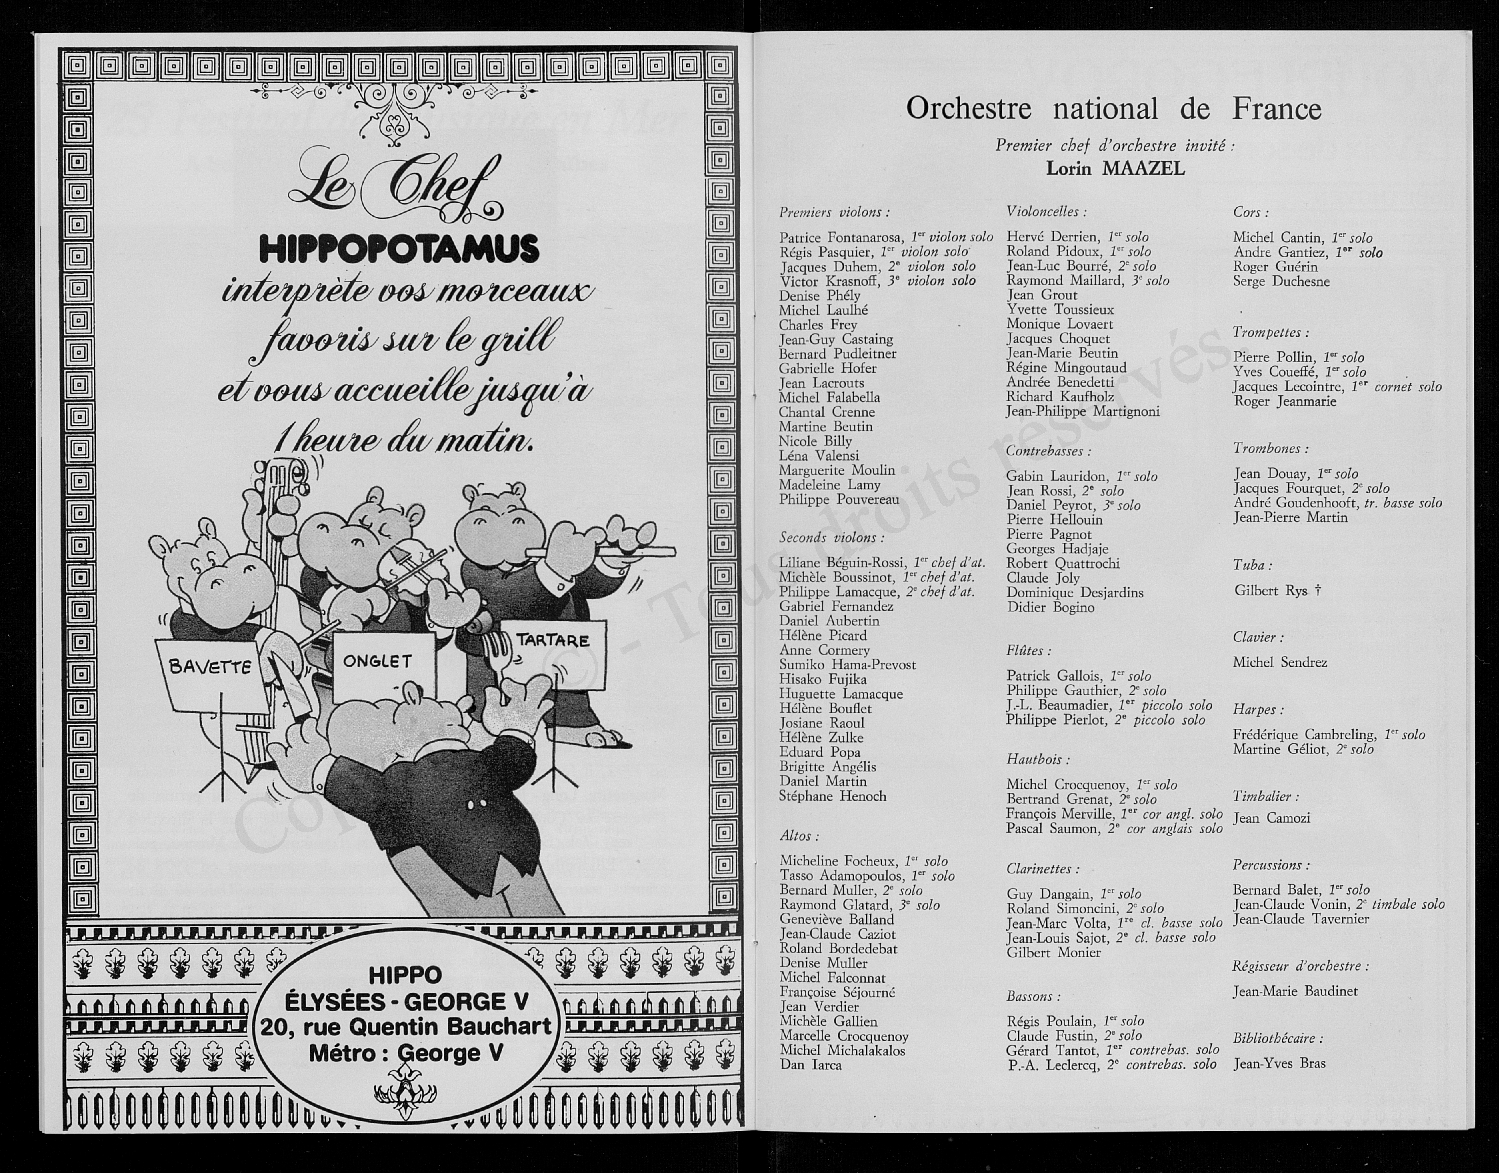 Le Chef
HIPPOPOTAMUS
interprète vos morceaux
favoris sur le grill
et vous accueille jusqu'à
1 heure du matin.
BAVETTE
ONGLET
TARTARE
HIPPO
ÉLYSÉES - GEORGE V
20, rue Quentin Bauchart
Métro : George V
Orchestre national de France
Premier chef d'orchestre invité :
Lorin MAAZEL
Premiers violons :
Patrice Fontanarosa, 1er violon solo
Régis Pasquier, 1er violon solo
Jacques Duhem, 2e violon solo
Victor Krasnoff, 3e violon solo
Denise Phély
Michel Laulhé
Charles Frey
Jean-Guy Castaing
Bernard Pudleitner
Gabrielle Hofer
Jean Lacrouts
Michel Falabella
Chantal Crenne
Martine Beutin
Nicole Billy
Léna Valensi
Marguerite Moulin
Madeleine Lamy
Philippe Pouvereau
Seconds violons :
Liliane Béguin-Rossi, 1er chef d'at.
Michèle Boussinot, 1er chef d'at.
Philippe Lamacque, 2e chef d'at.
Gabriel Fernandez
Daniel Aubertin
Hélène Picard
Anne Cormery
Sumiko Hama-Prevost
Hisako Fujika
Huguette Lamacque
Hélène Bouflet
Josiane Raoul
Hélène Zulke
Eduard Popa
Brigitte Angélis
Daniel Martin
Stéphane Henoch
Altos :
Micheline Focheux, 1er solo
Tasso Adamopoulos, 1er solo
Bernard Muller, 2e solo
Raymond Glatard, 3e solo
Geneviève Balland
Jean-Claude Caziot
Roland Bordedebat
Denise Muller
Michel Falconnat
Françoise Séjourné
Jean Verdier
Michèle Gallien
Marcelle Crocquenoy
Michel Michalakalos
Dan Iarca
Violoncelles :
Hervé Derrien, 1er solo
Roland Pidoux, 1er solo
Jean-Luc Bourré, 2e solo
Raymond Maillard, 3e solo
Jean Grout
Yvette Toussieux
Monique Lovaert
Jacques Choquet
Jean-Marie Beutin
Régine Mingoutaud
Andrée Benedetti
Richard Kaufholz
Jean-Philippe Martignoni
Contrebasses :
Gabin Lauridon, 1er solo
Jean Rossi, 2e solo
Daniel Peyrot, 3e solo
Pierre Hellouin
Pierre Pagnot
Georges Hadjaje
Robert Quattrochi
Claude Joly
Dominique Desjardins
Didier Bogino
Flûtes :
Patrick Gallois, 1er solo
Philippe Gauthier, 2e solo
J.-L. Beaumadier, 1er piccolo solo
Philippe Pierlot, 2e piccolo solo
Hautbois :
Michel Crocquenoy, 1er solo
Bertrand Grenat, 2e solo
François Merville, 1er cor angl. solo
Pascal Saumon, 2e cor anglais solo
Clarinettes :
Guy Dangain, 1er solo
Roland Simoncini, 2e solo
Jean-Marc Volta, 1re cl. basse solo
Jean-Louis Sajot, 2e cl. basse solo
Gilbert Monier
Bassons :
Régis Poulain, 1er solo
Claude Fustin, 2e solo
Gérard Tantot, 1er contrebas. solo
P.-A. Leclercq, 2e contrebas. solo
Cors :
Michel Cantin, 1er solo
Andre Gantiez, 1er solo
Roger Guérin
Serge Duchesne
Trompettes :
Pierre Pollin, 1er solo
Yves Coueffé, 1er solo
Jacques Lecointre, 1er cornet solo
Roger Jeanmarie
Trombones :
Jean Douay, 1er solo
Jacques Fourquet, 2e solo
André Goudenhooft, tr. basse solo
Jean-Pierre Martin
Tuba :
Gilbert Rys †
Clavier :
Michel Sendrez
Harpes :
Frédérique Cambreling, 1er solo
Martine Géliot, 2e solo
Timbalier :
Jean Camozi
Percussions :
Bernard Balet, 1er solo
Jean-Claude Vonin, 2e timbale solo
Jean-Claude Tavernier
Régisseur d'orchestre :
Jean-Marie Baudinet
Bibliothécaire :
Jean-Yves Bras
© - Tous droits réservés